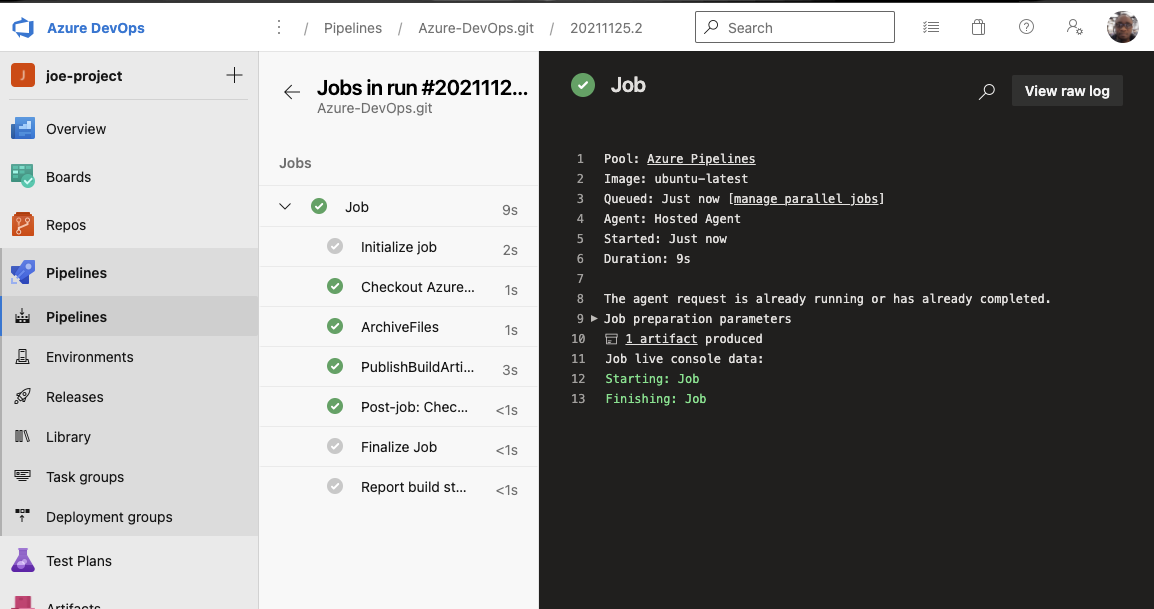 Azure DevOps
/ Pipelines / Azure-DevOps.git / 20211125.2
Search
J joe-project
Overview
Boards
Repos
Pipelines
Pipelines
Environments
Releases
Library
Task groups
Deployment groups
Test Plans
Artifacts
Jobs in run #2021112...
Azure-DevOps.git
Jobs
Job 9s
Initialize job 2s
Checkout Azure... 1s
ArchiveFiles 1s
PublishBuildArti... 3s
Post-job: Chec... <1s
Finalize Job <1s
Report build st... <1s
Job
View raw log
1 Pool: Azure Pipelines
2 Image: ubuntu-latest
3 Queued: Just now [manage parallel jobs]
4 Agent: Hosted Agent
5 Started: Just now
6 Duration: 9s
7
8 The agent request is already running or has already completed.
9 Job preparation parameters
10 1 artifact produced
11 Job live console data:
12 Starting: Job
13 Finishing: Job